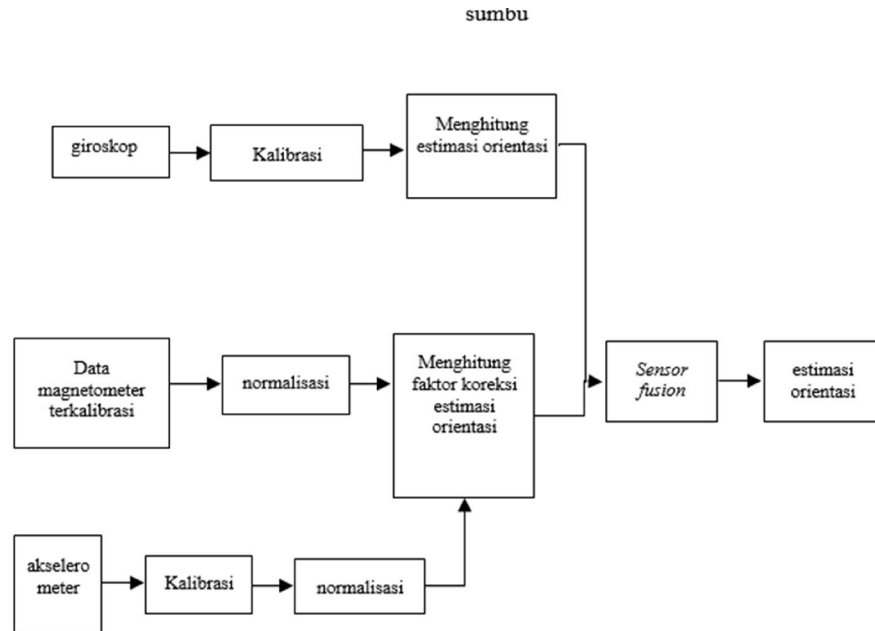 sumbu
giroskop
Kalibrasi
Menghitung
estimasi orientasi
Data
magnetometer
terkalibrasi
normalisasi
Menghitung
faktor koreksi
estimasi
orientasi
Sensor
fusion
estimasi
orientasi
akselero
meter
Kalibrasi
normalisasi